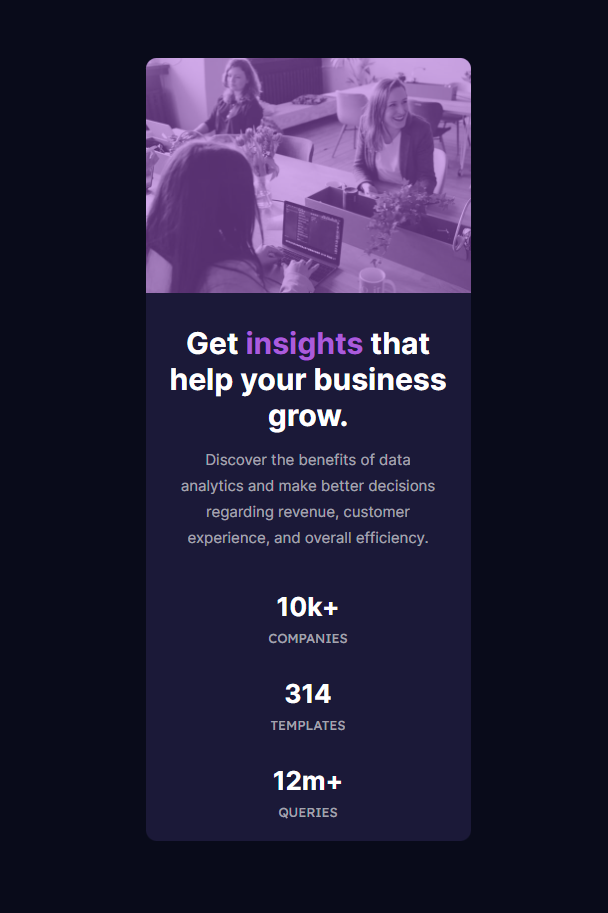 Get insights that
help your business
grow.
Discover the benefits of data
analytics and make better decisions
regarding revenue, customer
experience, and overall efficiency.
10k+
COMPANIES
314
TEMPLATES
12m+
QUERIES